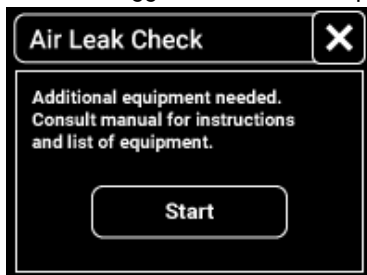 Air Leak Check
Additional equipment needed.
Consult manual for instructions
and list of equipment.
Start